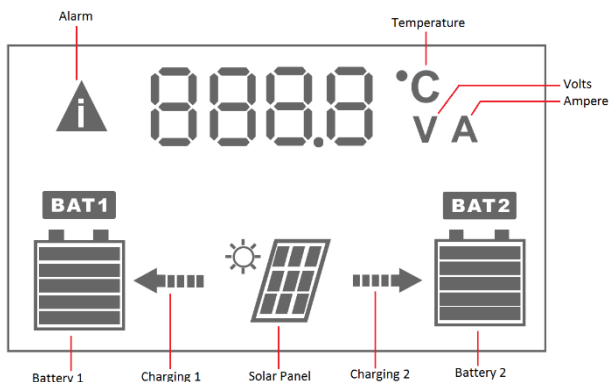 Alarm
Temperature
i
888.8
°C
Volts
V A
Ampere
BAT1
BAT2
Battery 1
Charging 1
Solar Panel
Charging 2
Battery 2